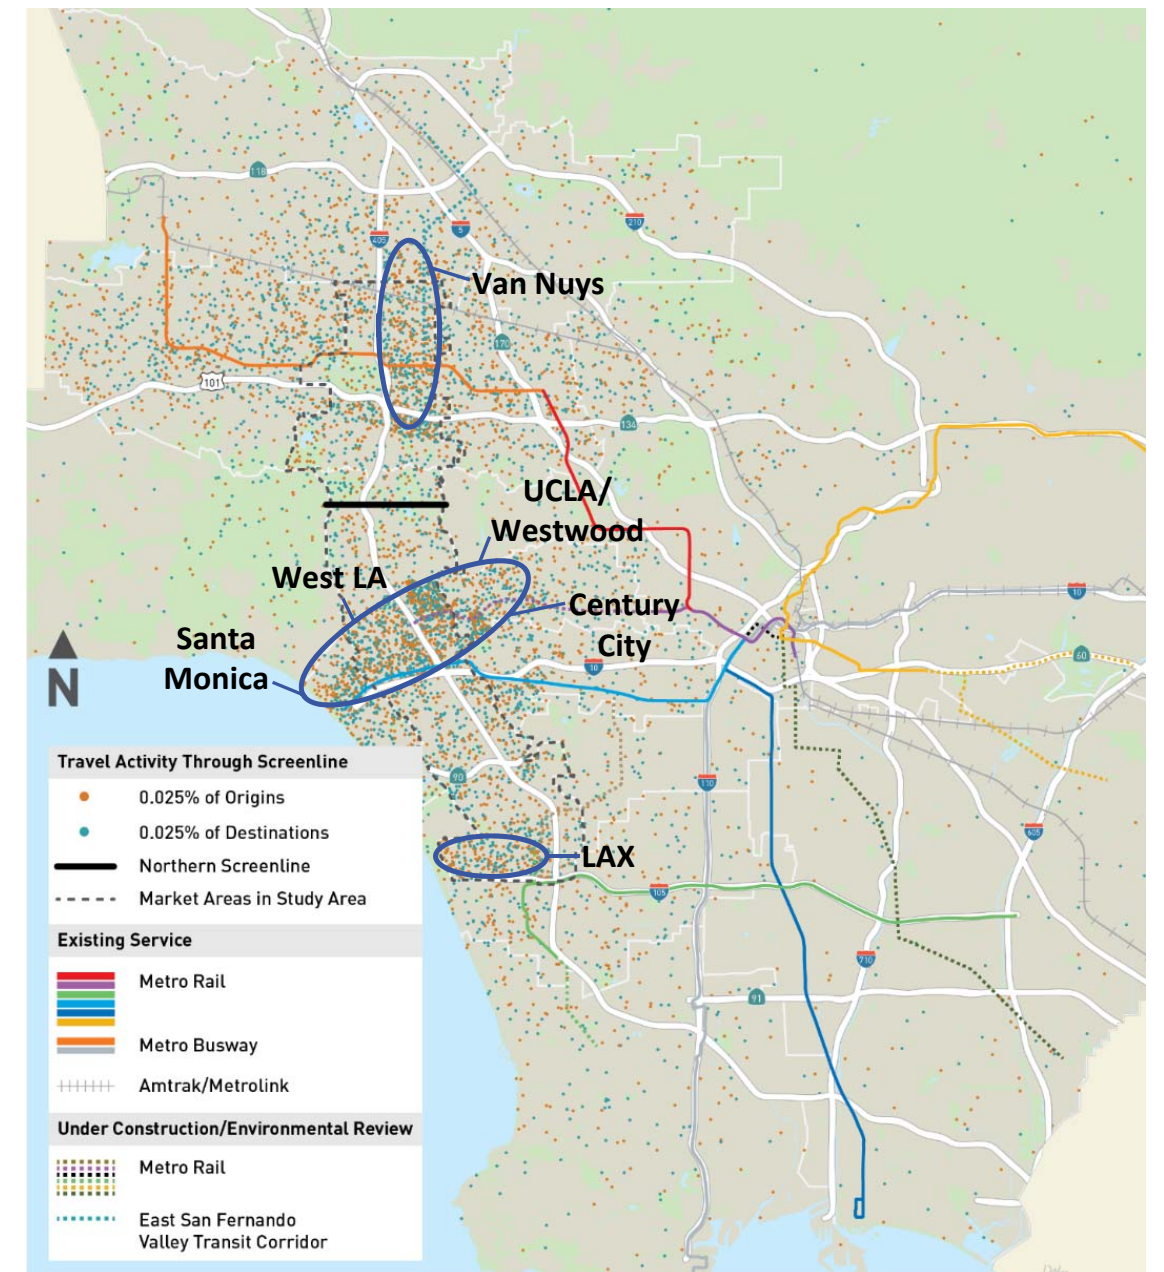 118
210
5
405
Van Nuys
170
101
134
UCLA/
Westwood
West LA
Century
City
10
Santa
Monica
10
60
N
90
110
605
LAX
105
710
91
Travel Activity Through Screenline
0.025% of Origins
0.025% of Destinations
Northern Screenline
Market Areas in Study Area
Existing Service
Metro Rail
Metro Busway
Amtrak/Metrolink
Under Construction/Environmental Review
Metro Rail
East San Fernando
Valley Transit Corridor